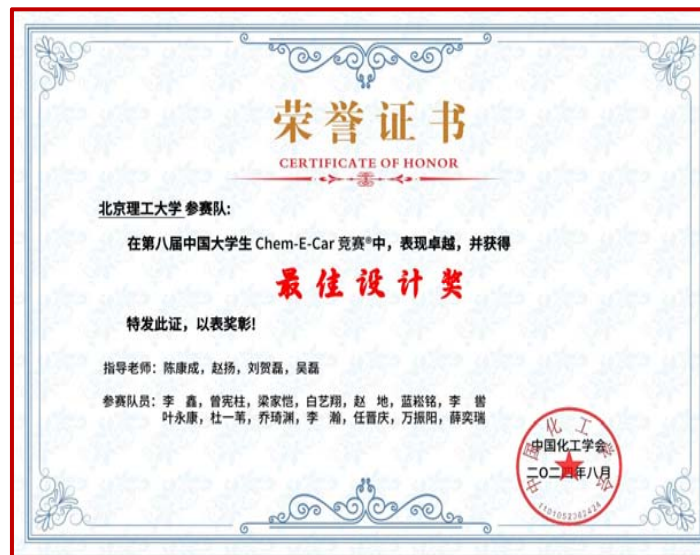 荣誉证书
CERTIFICATE OF HONOR
北京理工大学 参赛队:
在第八届中国大学生 Chem-E-Car 竞赛®中，表现卓越，并获得
最佳设计奖
特发此证，以表奖彰!
指导老师：陈康成，赵扬，刘贺磊，吴磊
参赛队员：李 鑫，曾宪柱，梁家恺，白艺翔，赵 地，蓝崧铭，李
叶永康，杜一苇，乔琦渊，李 瀚，任晋庆，万振阳，薛奕瑞
中国化工学会
中国化工学会
二〇二四年八月